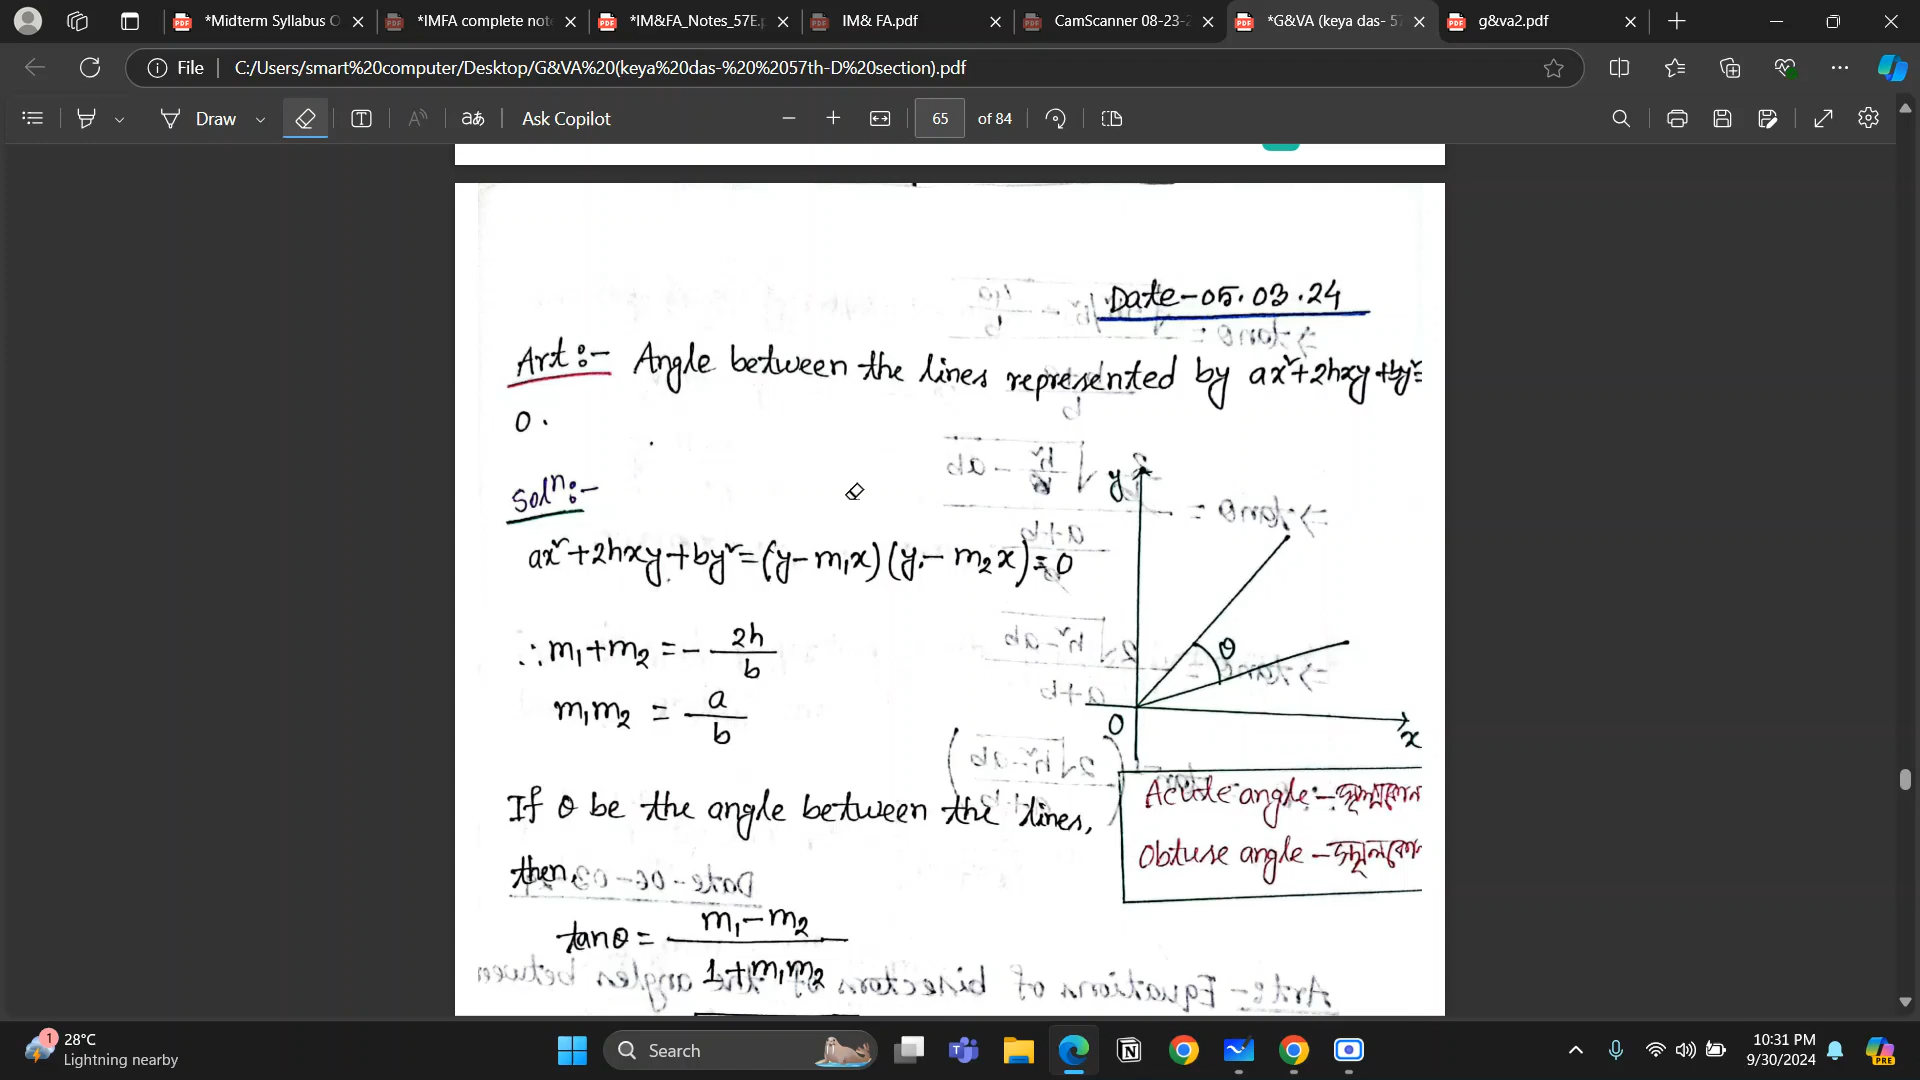 *Midterm Syllabus O
*IMFA complete not
*IM&FA_Notes_57E.p
IM& FA.pdf
CamScanner 08-23-2
*G&VA (keya das- 57
g&va2.pdf
File
C:/Users/smart%20computer/Desktop/G&VA%20(keya%20das-%20%2057th-D%20section).pdf
Draw
Ask Copilot
65 of 84
Date-05.03.24
Art:- Angle between the lines represented by ax²+2hxy+by²=
0.
Solⁿ:-
ax²+2hxy+by²=(y-m₁x)(y-m₂x)=0
∴m₁+m₂ = - 2h/b
m₁m₂ = a/b
y
θ
O
x
If θ be the angle between the lines,
then,
tanθ = m₁-m₂ / 1+m₁m₂
Acute angle -
Obtuse angle -
28°C
Lightning nearby
1
Search
10:31 PM
9/30/2024
PRE